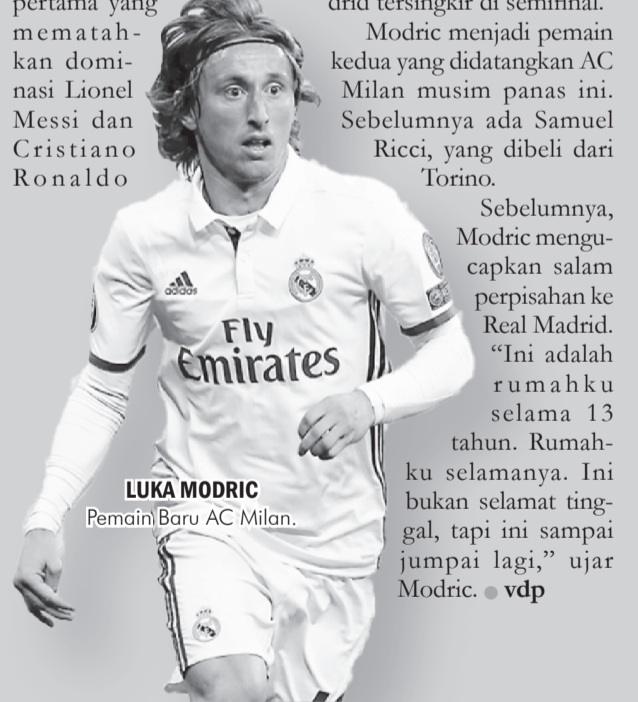 pertama yang
mematah-
kan domi-
nasi Lionel
Messi dan
Cristiano
Ronaldo
drid tersingkir di semifinal.
Modric menjadi pemain
kedua yang didatangkan AC
Milan musim panas ini.
Sebelumnya ada Samuel
Ricci, yang dibeli dari
Torino.
Sebelumnya,
Modric mengu-
capkan salam
perpisahan ke
Real Madrid.
“Ini adalah
rumahku
selama 13
tahun. Rumah-
ku selamanya. Ini
bukan selamat ting-
gal, tapi ini sampai
jumpai lagi,” ujar
Modric. ● vdp
adidas
Fly
Emirates
LUKA MODRIC
Pemain Baru AC Milan.